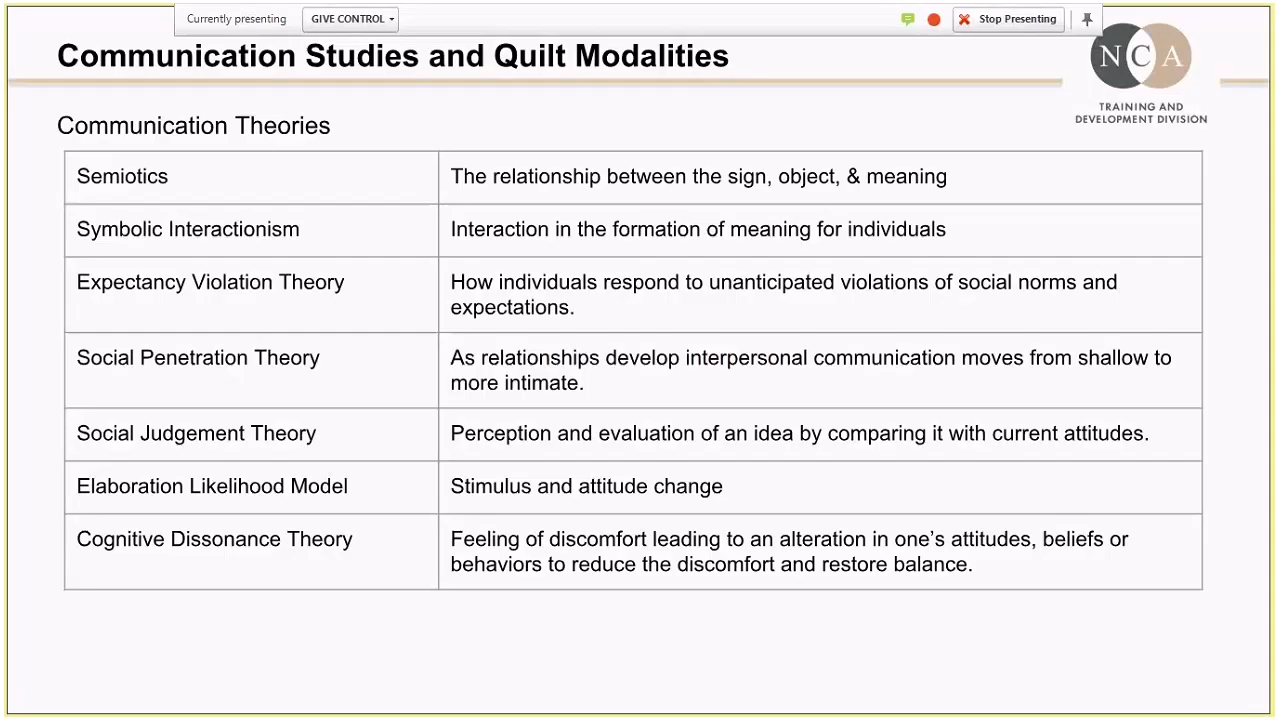 Currently presenting GIVE CONTROL Stop Presenting
Communication Studies and Quilt Modalities
NCA
TRAINING AND
DEVELOPMENT DIVISION
Communication Theories
Semiotics The relationship between the sign, object, & meaning
Symbolic Interactionism Interaction in the formation of meaning for individuals
Expectancy Violation Theory How individuals respond to unanticipated violations of social norms and
expectations.
Social Penetration Theory As relationships develop interpersonal communication moves from shallow to
more intimate.
Social Judgement Theory Perception and evaluation of an idea by comparing it with current attitudes.
Elaboration Likelihood Model Stimulus and attitude change
Cognitive Dissonance Theory Feeling of discomfort leading to an alteration in one’s attitudes, beliefs or
behaviors to reduce the discomfort and restore balance.